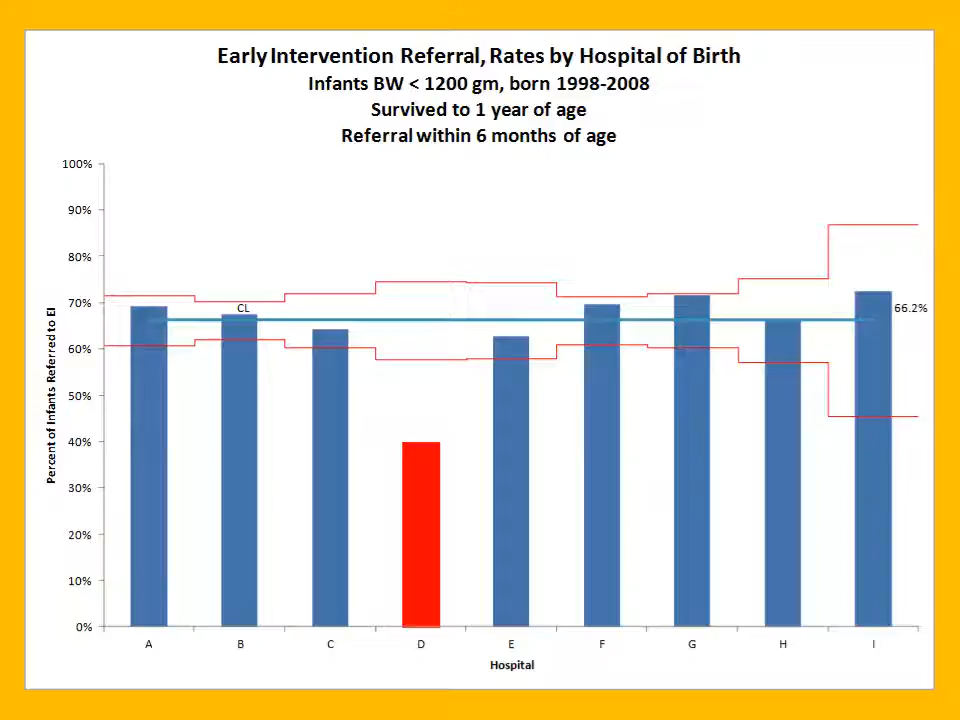 Early Intervention Referral, Rates by Hospital of Birth
Infants BW < 1200 gm, born 1998-2008
Survived to 1 year of age
Referral within 6 months of age
100%
90%
80%
70%
60%
50%
40%
30%
20%
10%
0%
Percent of Infants Referred to EI
CL
66.2%
A B C D E F G H I
Hospital